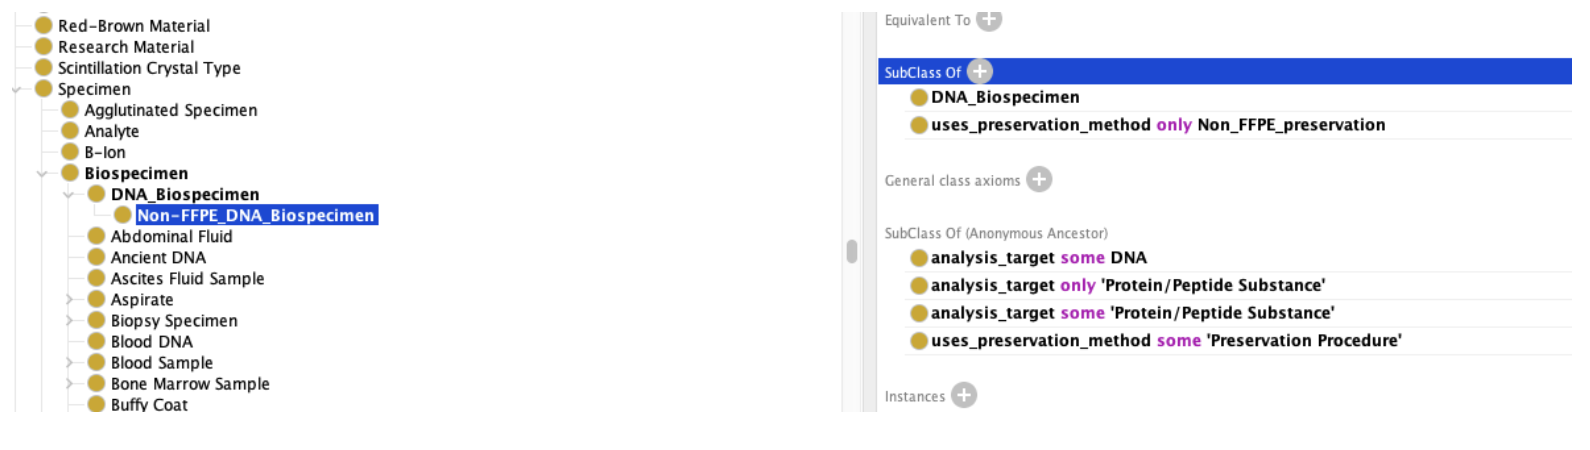 Red-Brown Material
Research Material
Scintillation Crystal Type
Specimen
Agglutinated Specimen
Analyte
B-Ion
Biospecimen
DNA_Biospecimen
Non-FFPE_DNA_Biospecimen
Abdominal Fluid
Ancient DNA
Ascites Fluid Sample
Aspirate
Biopsy Specimen
Blood DNA
Blood Sample
Bone Marrow Sample
Buffy Coat
Equivalent To
SubClass Of
DNA_Biospecimen
uses_preservation_method only Non_FFPE_preservation
General class axioms
SubClass Of (Anonymous Ancestor)
analysis_target some DNA
analysis_target only 'Protein/Peptide Substance'
analysis_target some 'Protein/Peptide Substance'
uses_preservation_method some 'Preservation Procedure'
Instances